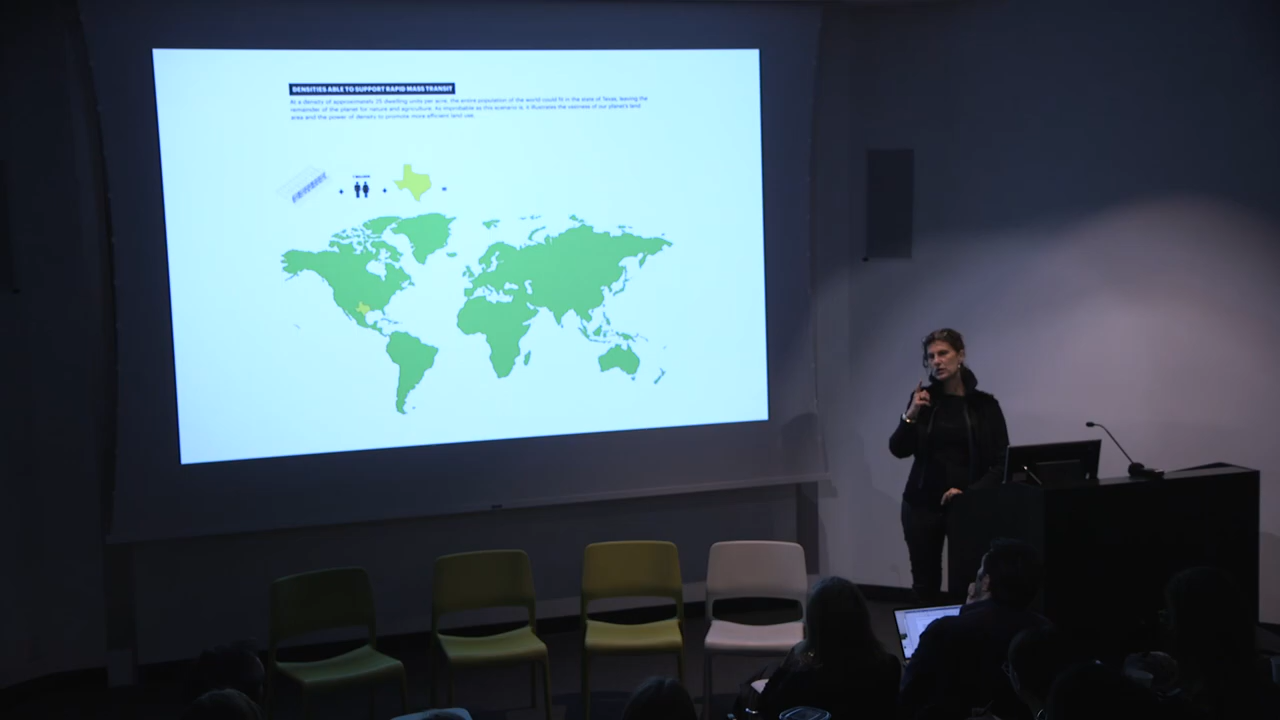 DENSITIES ABLE TO SUPPORT RAPID MASS TRANSIT
At a density of approximately 25 dwelling units per acre, the entire population of the world could fit in the state of Texas, leaving the
remainder of the planet for nature and agriculture. As improbable as this scenario is, it illustrates the vastness of our planet's land
area and the power of density to promote more efficient land use.
+
+
=